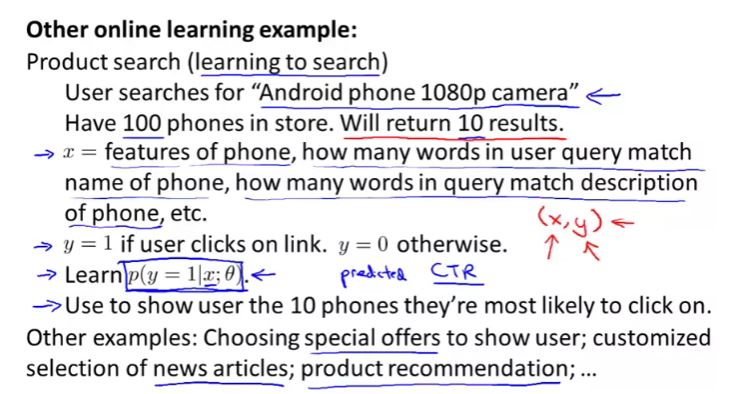 Other online learning example:
Product search (learning to search)
User searches for “Android phone 1080p camera”
Have 100 phones in store. Will return 10 results.
x = features of phone, how many words in user query match
name of phone, how many words in query match description
of phone, etc.
(x, y)
y = 1 if user clicks on link. y = 0 otherwise.
Learn p(y = 1|x; θ). predicted CTR
Use to show user the 10 phones they're most likely to click on.
Other examples: Choosing special offers to show user; customized
selection of news articles; product recommendation; ...